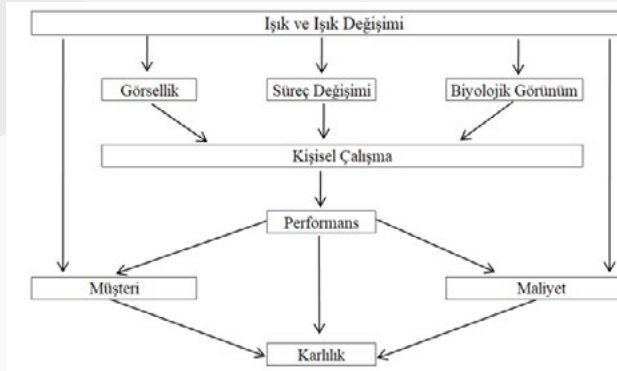 Işık ve Işık Değişimi
Görsellik
Süreç Değişimi
Biyolojik Görünüm
Kişisel Çalışma
Performans
Müşteri
Maliyet
Karlılık